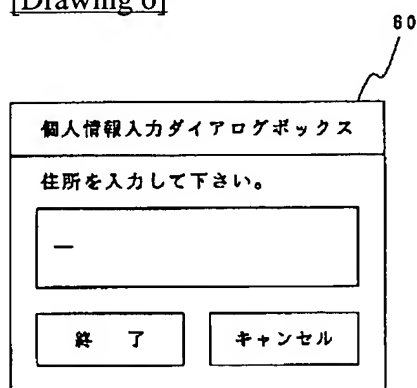 [Drawing 6]
60
個人情報入力ダイアログボックス
住所を入力して下さい。
終 了
キャンセル